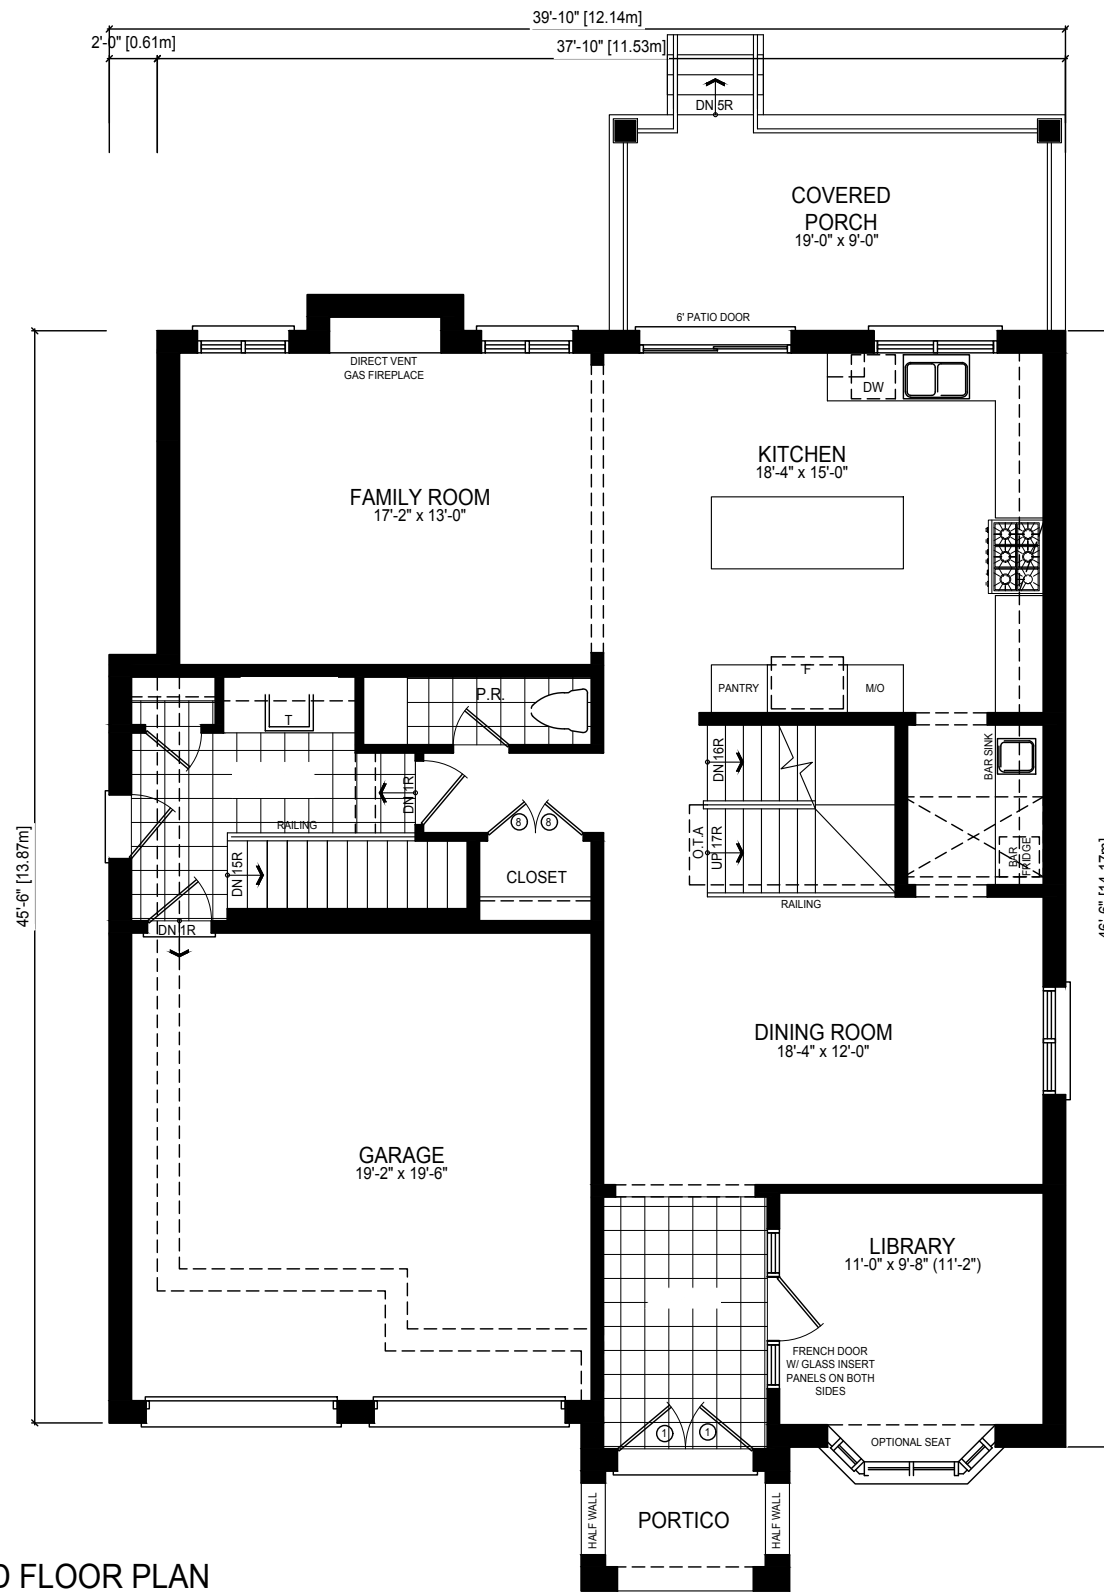 39'-10" [12.14m]
2'-0" [0.61m]
37'-10" [11.53m]
DN 5R
COVERED
PORCH
19'-0" x 9'-0"
6' PATIO DOOR
DIRECT VENT
GAS FIREPLACE
DW
KITCHEN
18'-4" x 15'-0"
FAMILY ROOM
17'-2" x 13'-0"
F
PANTRY
M/O
P.R.
T
DN 16R
BAR SINK
DN 1R
8
8
RAILING
O.T.A
UP 17R
BAR
FRIDGE
DN 15R
CLOSET
RAILING
45'-6" [13.87m]
46'-6" [14.17m]
DN 1R
DINING ROOM
18'-4" x 12'-0"
GARAGE
19'-2" x 19'-6"
LIBRARY
11'-0" x 9'-8" (11'-2")
FRENCH DOOR
W/ GLASS INSERT
PANELS ON BOTH
SIDES
1
1
OPTIONAL SEAT
HALF WALL
PORTICO
HALF WALL
FLOOR PLAN